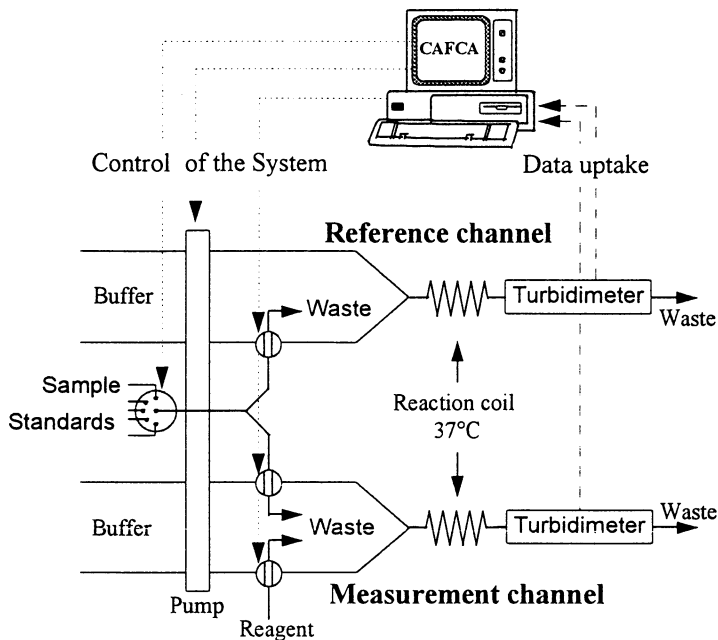 CAFCA
Control of the System
Data uptake
Reference channel
Buffer
Waste
Turbidimeter
Waste
Sample
Standards
Reaction coil
37°C
Buffer
Waste
Turbidimeter
Waste
Measurement channel
Pump
Reagent